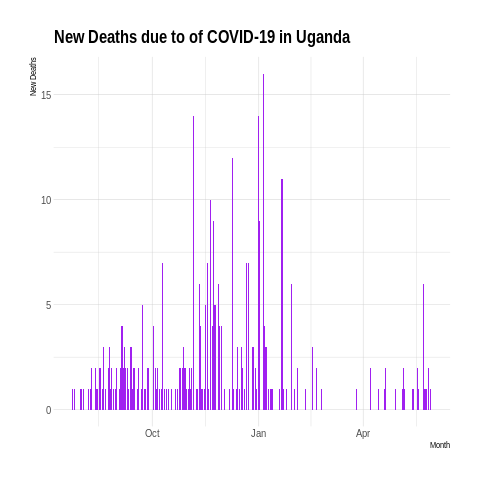 New Deaths due to of COVID-19 in Uganda
New Deaths
15
10
5
0
Oct
Jan
Apr
Month